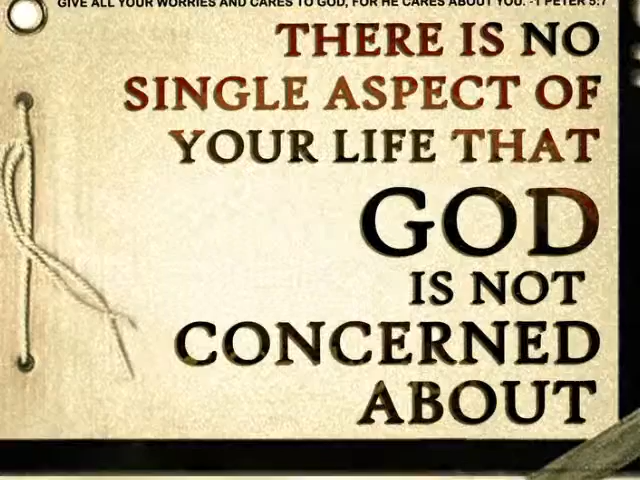 GIVE ALL YOUR WORRIES AND CARES TO GOD, FOR HE CARES ABOUT YOU. -1 PETER 5:7
THERE IS NO
SINGLE ASPECT OF
YOUR LIFE THAT
GOD
IS NOT
CONCERNED
ABOUT